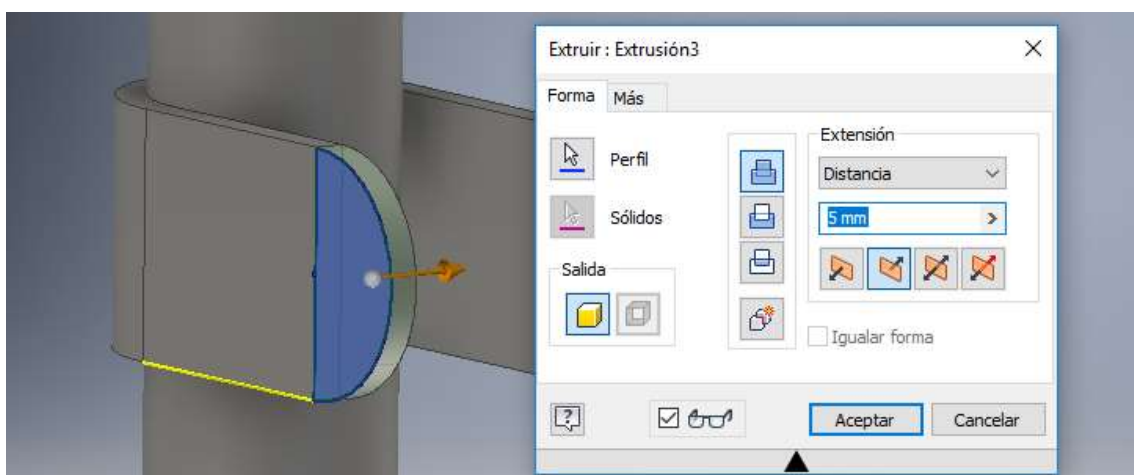 Extruir : Extrusión3
Forma Más
Perfil
Sólidos
Salida
Extensión
Distancia
5 mm
Igualar forma
Aceptar Cancelar